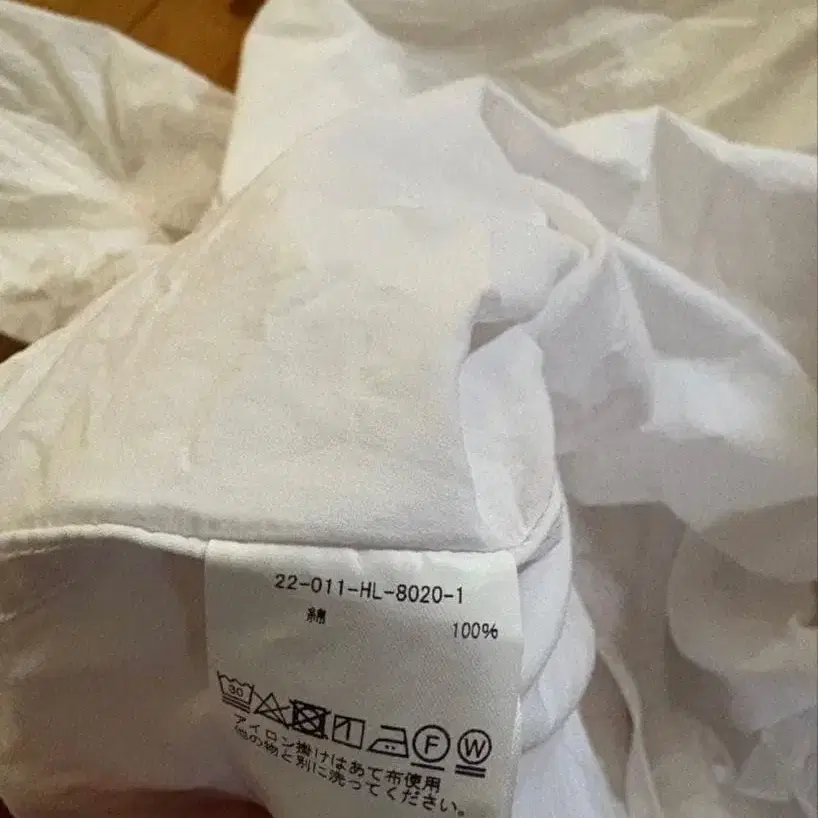 22-011-HL-8020-1
綿 100%
30 F W
アイロン掛けはあて布使用
他の物と別に洗ってください。